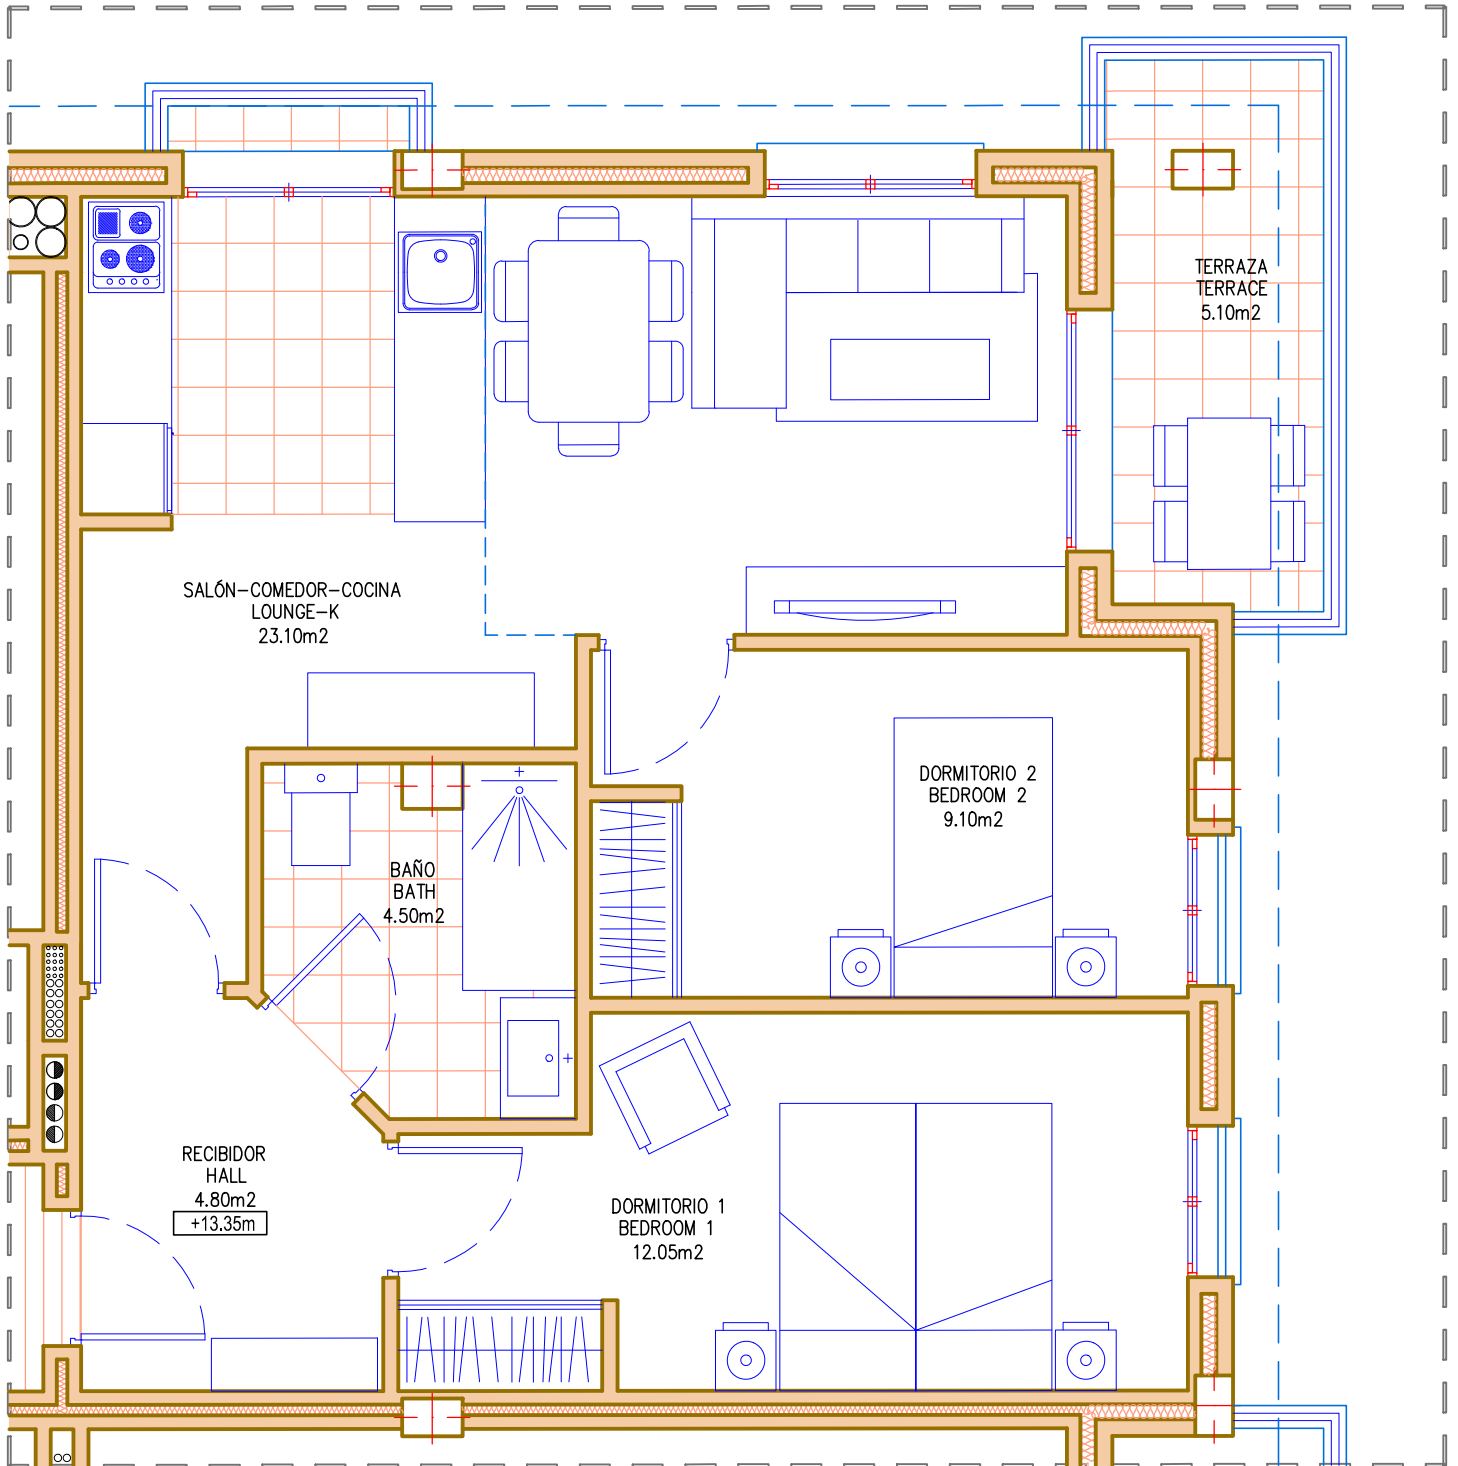 TERRAZA
TERRACE
5.10m2
SALÓN-COMEDOR-COCINA
LOUNGE-K
23.10m2
DORMITORIO 2
BEDROOM 2
9.10m2
BAÑO
BATH
4.50m2
RECIBIDOR
HALL
4.80m2
+13.35m
DORMITORIO 1
BEDROOM 1
12.05m2